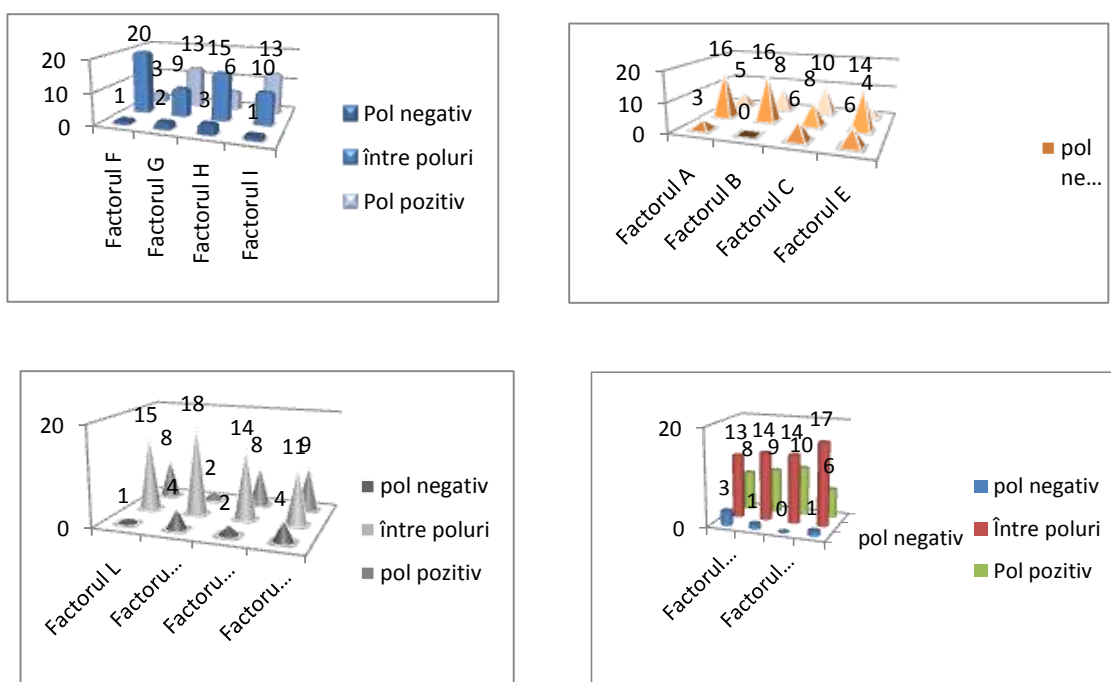 20
13
15
13
20
3
9
6
10
10
1
2
3
1
0
Factorul F
Factorul G
Factorul H
Factorul I
Pol negativ
între poluri
Pol pozitiv
16
16
10
14
20
5
8
8
4
10
3
0
6
6
0
Factorul A
Factorul B
Factorul C
Factorul E
pol
ne...
15
18
14
11
9
20
8
2
8
1
4
2
4
0
Factorul L
Factoru...
Factoru...
Factoru...
pol negativ
între poluri
pol pozitiv
13
14
14
17
20
8
9
10
6
3
1
0
1
0
Factorul...
Factorul...
pol negativ
pol negativ
Între poluri
Pol pozitiv